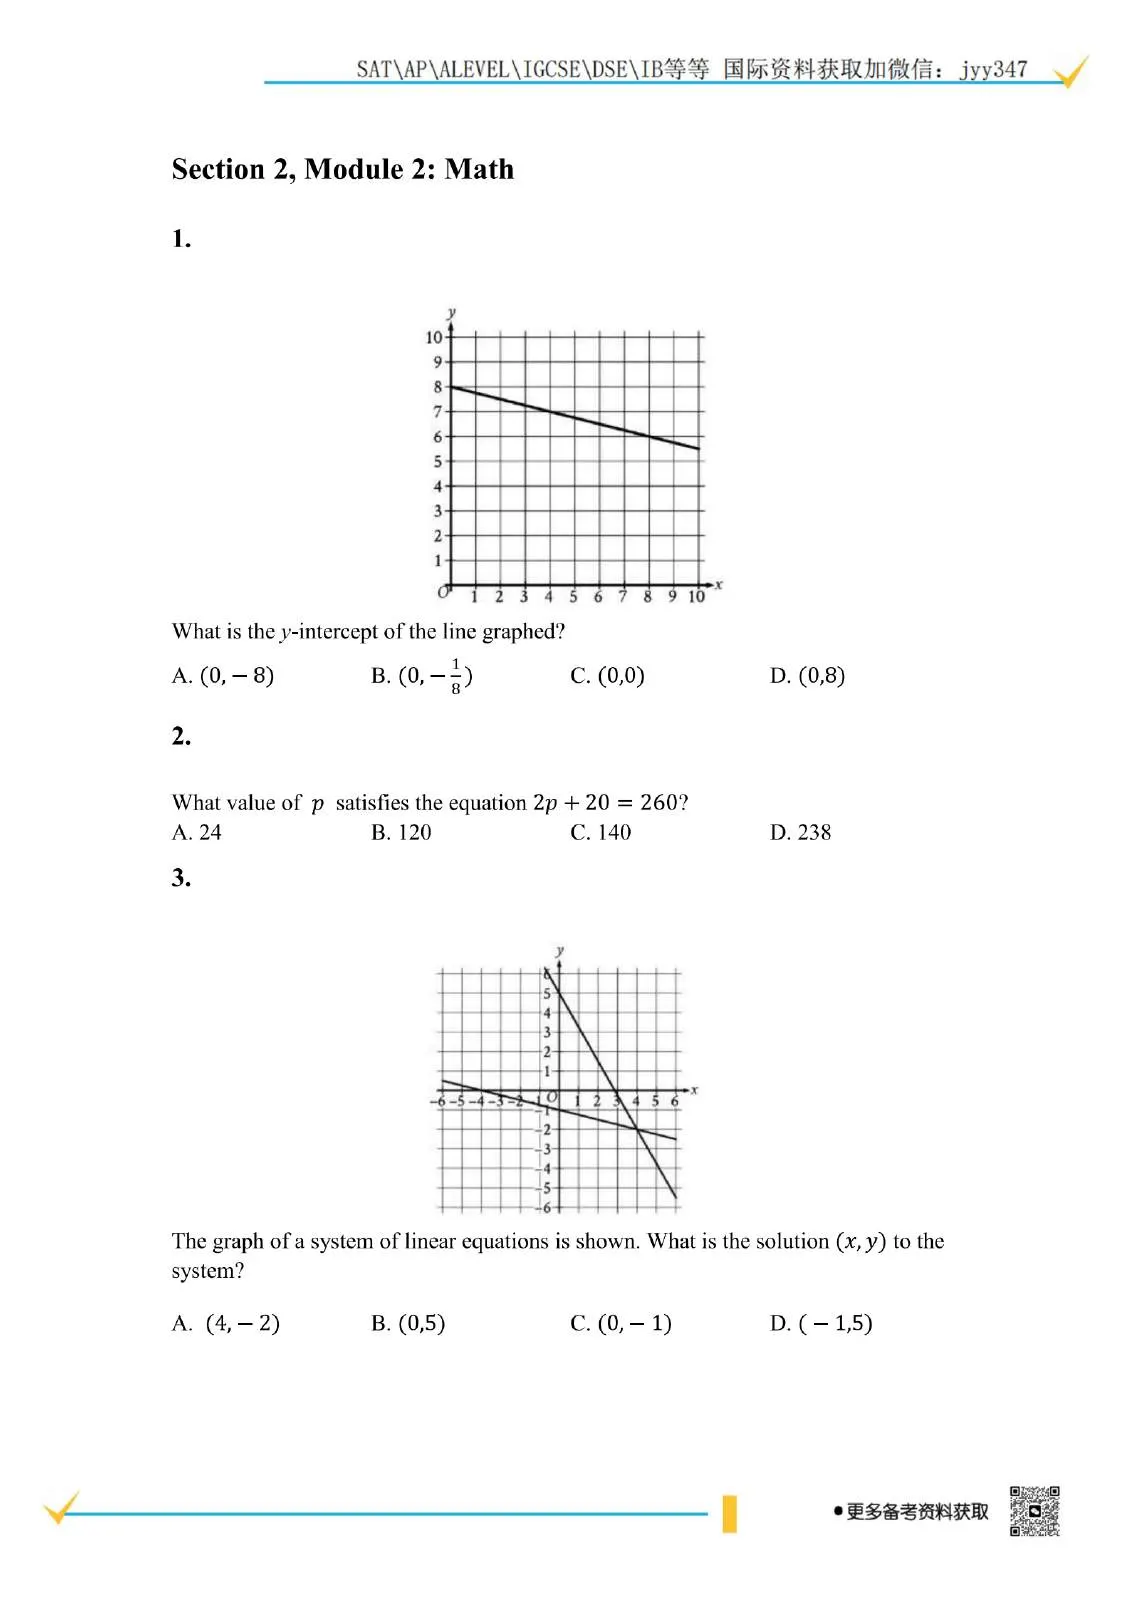 SAT\AP\ALEVEL\IGCSE\DSE\IB等等 国际资料获取加微信：jyy347
Section 2, Module 2: Math
1.
y
10
9
8
7
6
5
4
3
2
1
O 1 2 3 4 5 6 7 8 9 10 x
What is the y-intercept of the line graphed?
A. (0, − 8) B. (0, − 1/8) C. (0,0) D. (0,8)
2.
What value of p satisfies the equation 2p + 20 = 260?
A. 24 B. 120 C. 140 D. 238
3.
y
6
5
4
3
2
1
-6 -5 -4 -3 -2 -1 O 1 2 3 4 5 6 x
-1
-2
-3
-4
-5
-6
The graph of a system of linear equations is shown. What is the solution (x, y) to the
system?
A. (4, − 2) B. (0,5) C. (0, − 1) D. ( − 1,5)
●更多备考资料获取